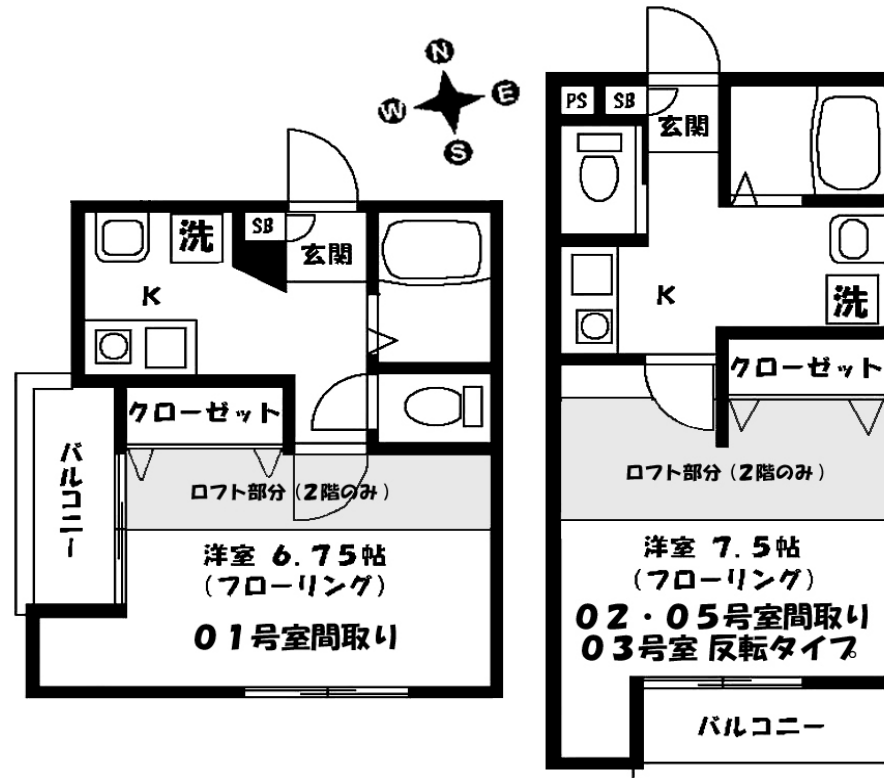 N
W
E
S
洗
SB
玄関
K
クローゼット
バルコニー
ロフト部分(2階のみ)
洋室 6.75帖
(フローリング)
01号室間取り
PS
SB
玄関
K
洗
クローゼット
ロフト部分(2階のみ)
洋室 7.5帖
(フローリング)
02・05号室間取り
03号室 反転タイプ
バルコニー